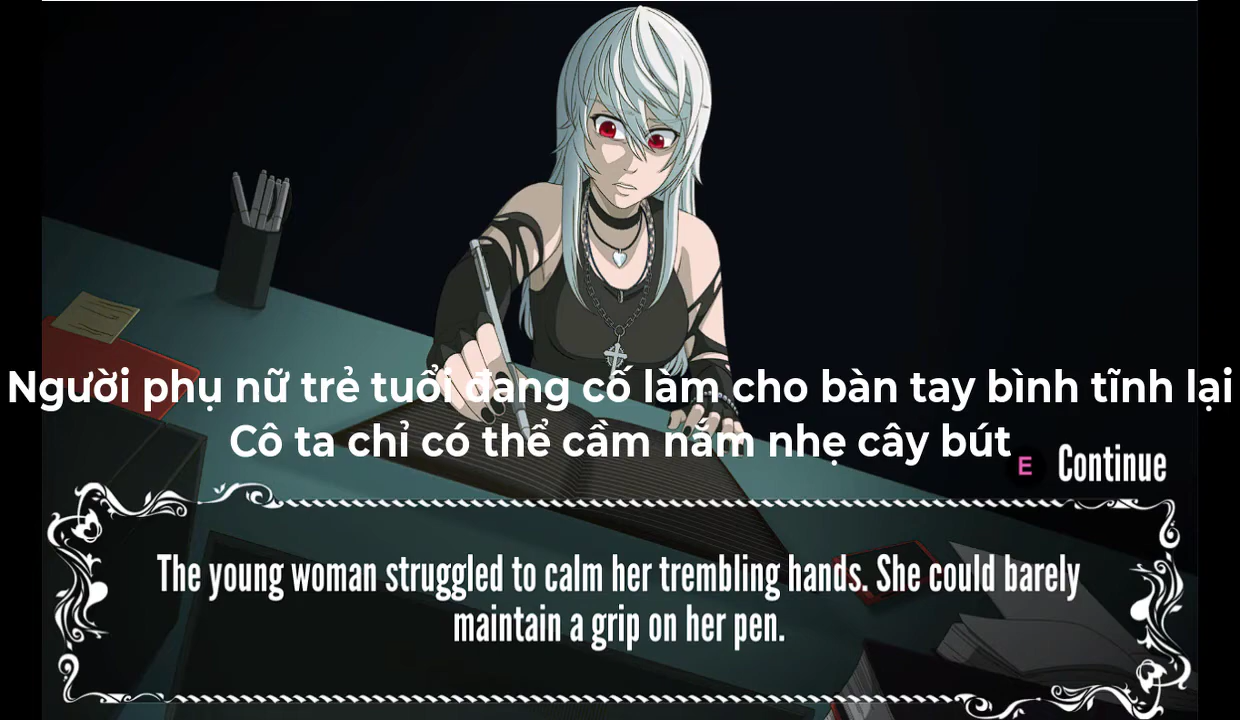 Người phụ nữ trẻ tuổi đang cố làm cho bàn tay bình tĩnh lại
Cô ta chỉ có thể cầm nắm nhẹ cây bút
E Continue
The young woman struggled to calm her trembling hands. She could barely
maintain a grip on her pen.